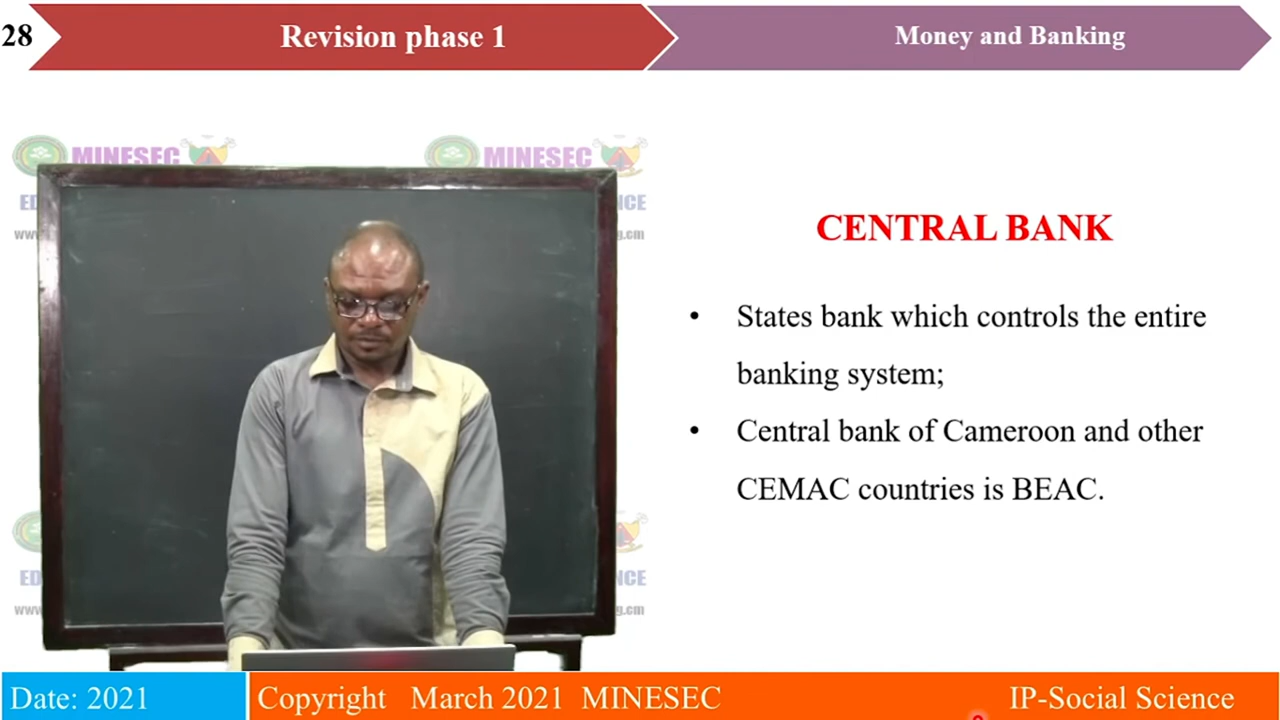 28
Revision phase 1
Money and Banking
MINESEC
MINESEC
CENTRAL BANK
• States bank which controls the entire
banking system;
• Central bank of Cameroon and other
CEMAC countries is BEAC.
Date: 2021
Copyright March 2021 MINESEC
IP-Social Science